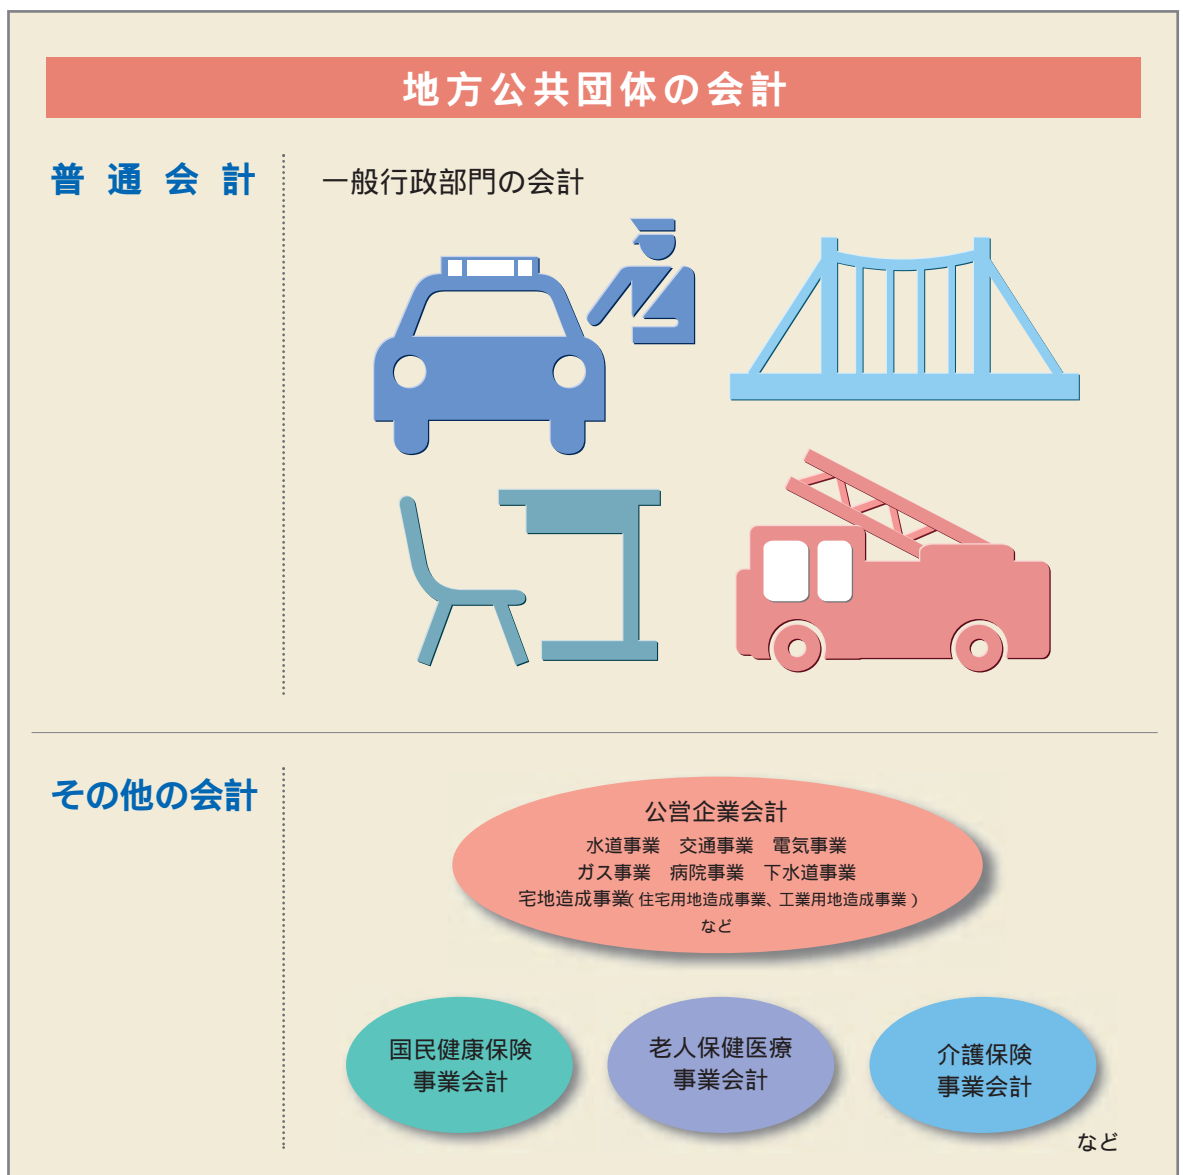 地方公共団体の会計
普通会計
一般行政部門の会計
その他の会計
公営企業会計
水道事業　交通事業　電気事業
ガス事業　病院事業　下水道事業
宅地造成事業（住宅用地造成事業、工業用地造成事業）
など
国民健康保険
事業会計
老人保健医療
事業会計
介護保険
事業会計
など